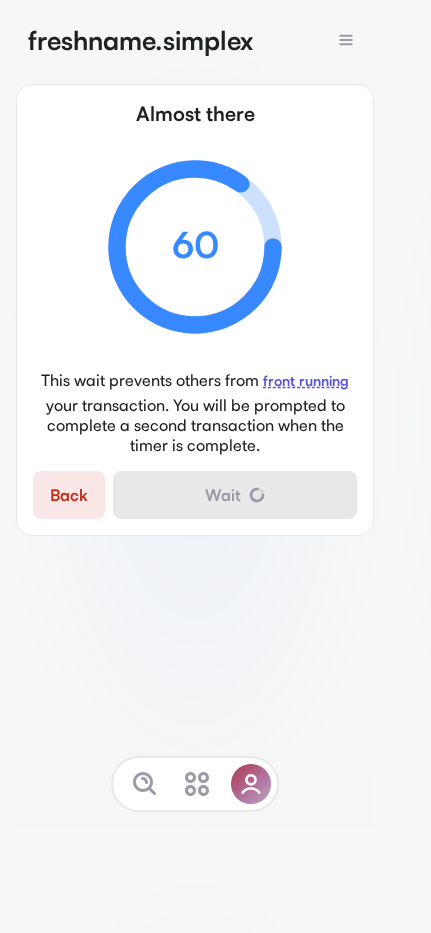 freshname.simplex
Almost there
60
This wait prevents others from front running
your transaction. You will be prompted to
complete a second transaction when the
timer is complete.
Back
Wait